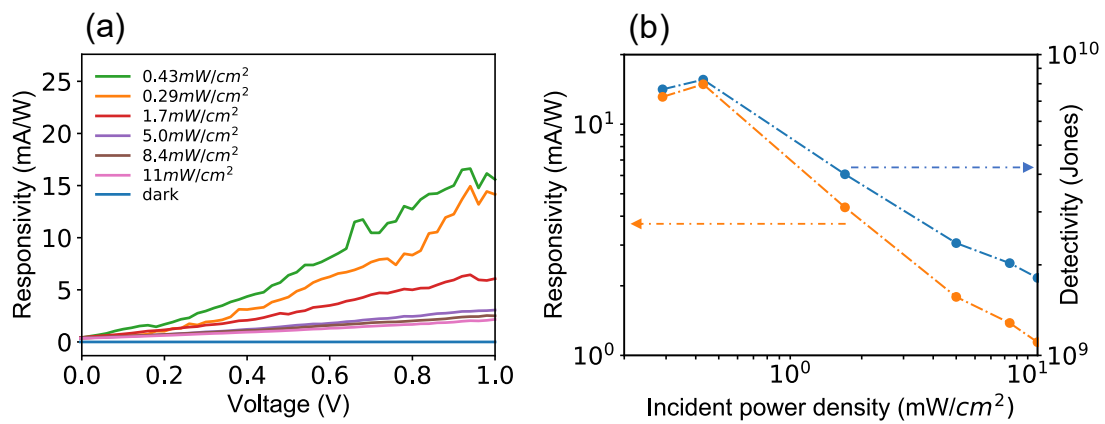 (a)
Responsivity (mA/W)
25
20
15
10
5
0
0.43mW/cm²
0.29mW/cm²
1.7mW/cm²
5.0mW/cm²
8.4mW/cm²
11mW/cm²
dark
0.0 0.2 0.4 0.6 0.8 1.0
Voltage (V)
(b)
Responsivity (mA/W)
10¹
10⁰
10¹⁰
10⁹
Detectivity (Jones)
10⁰ 10¹
Incident power density (mW/cm²)